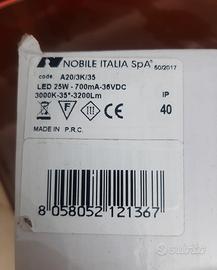 NOBILE ITALIA SpA 50/2017
code. A20/3K/35
LED 25W - 700mA-36VDC
3000K-35°-3200Lm
IP
40
MADE IN P.R.C.
8 058052 121367
subito